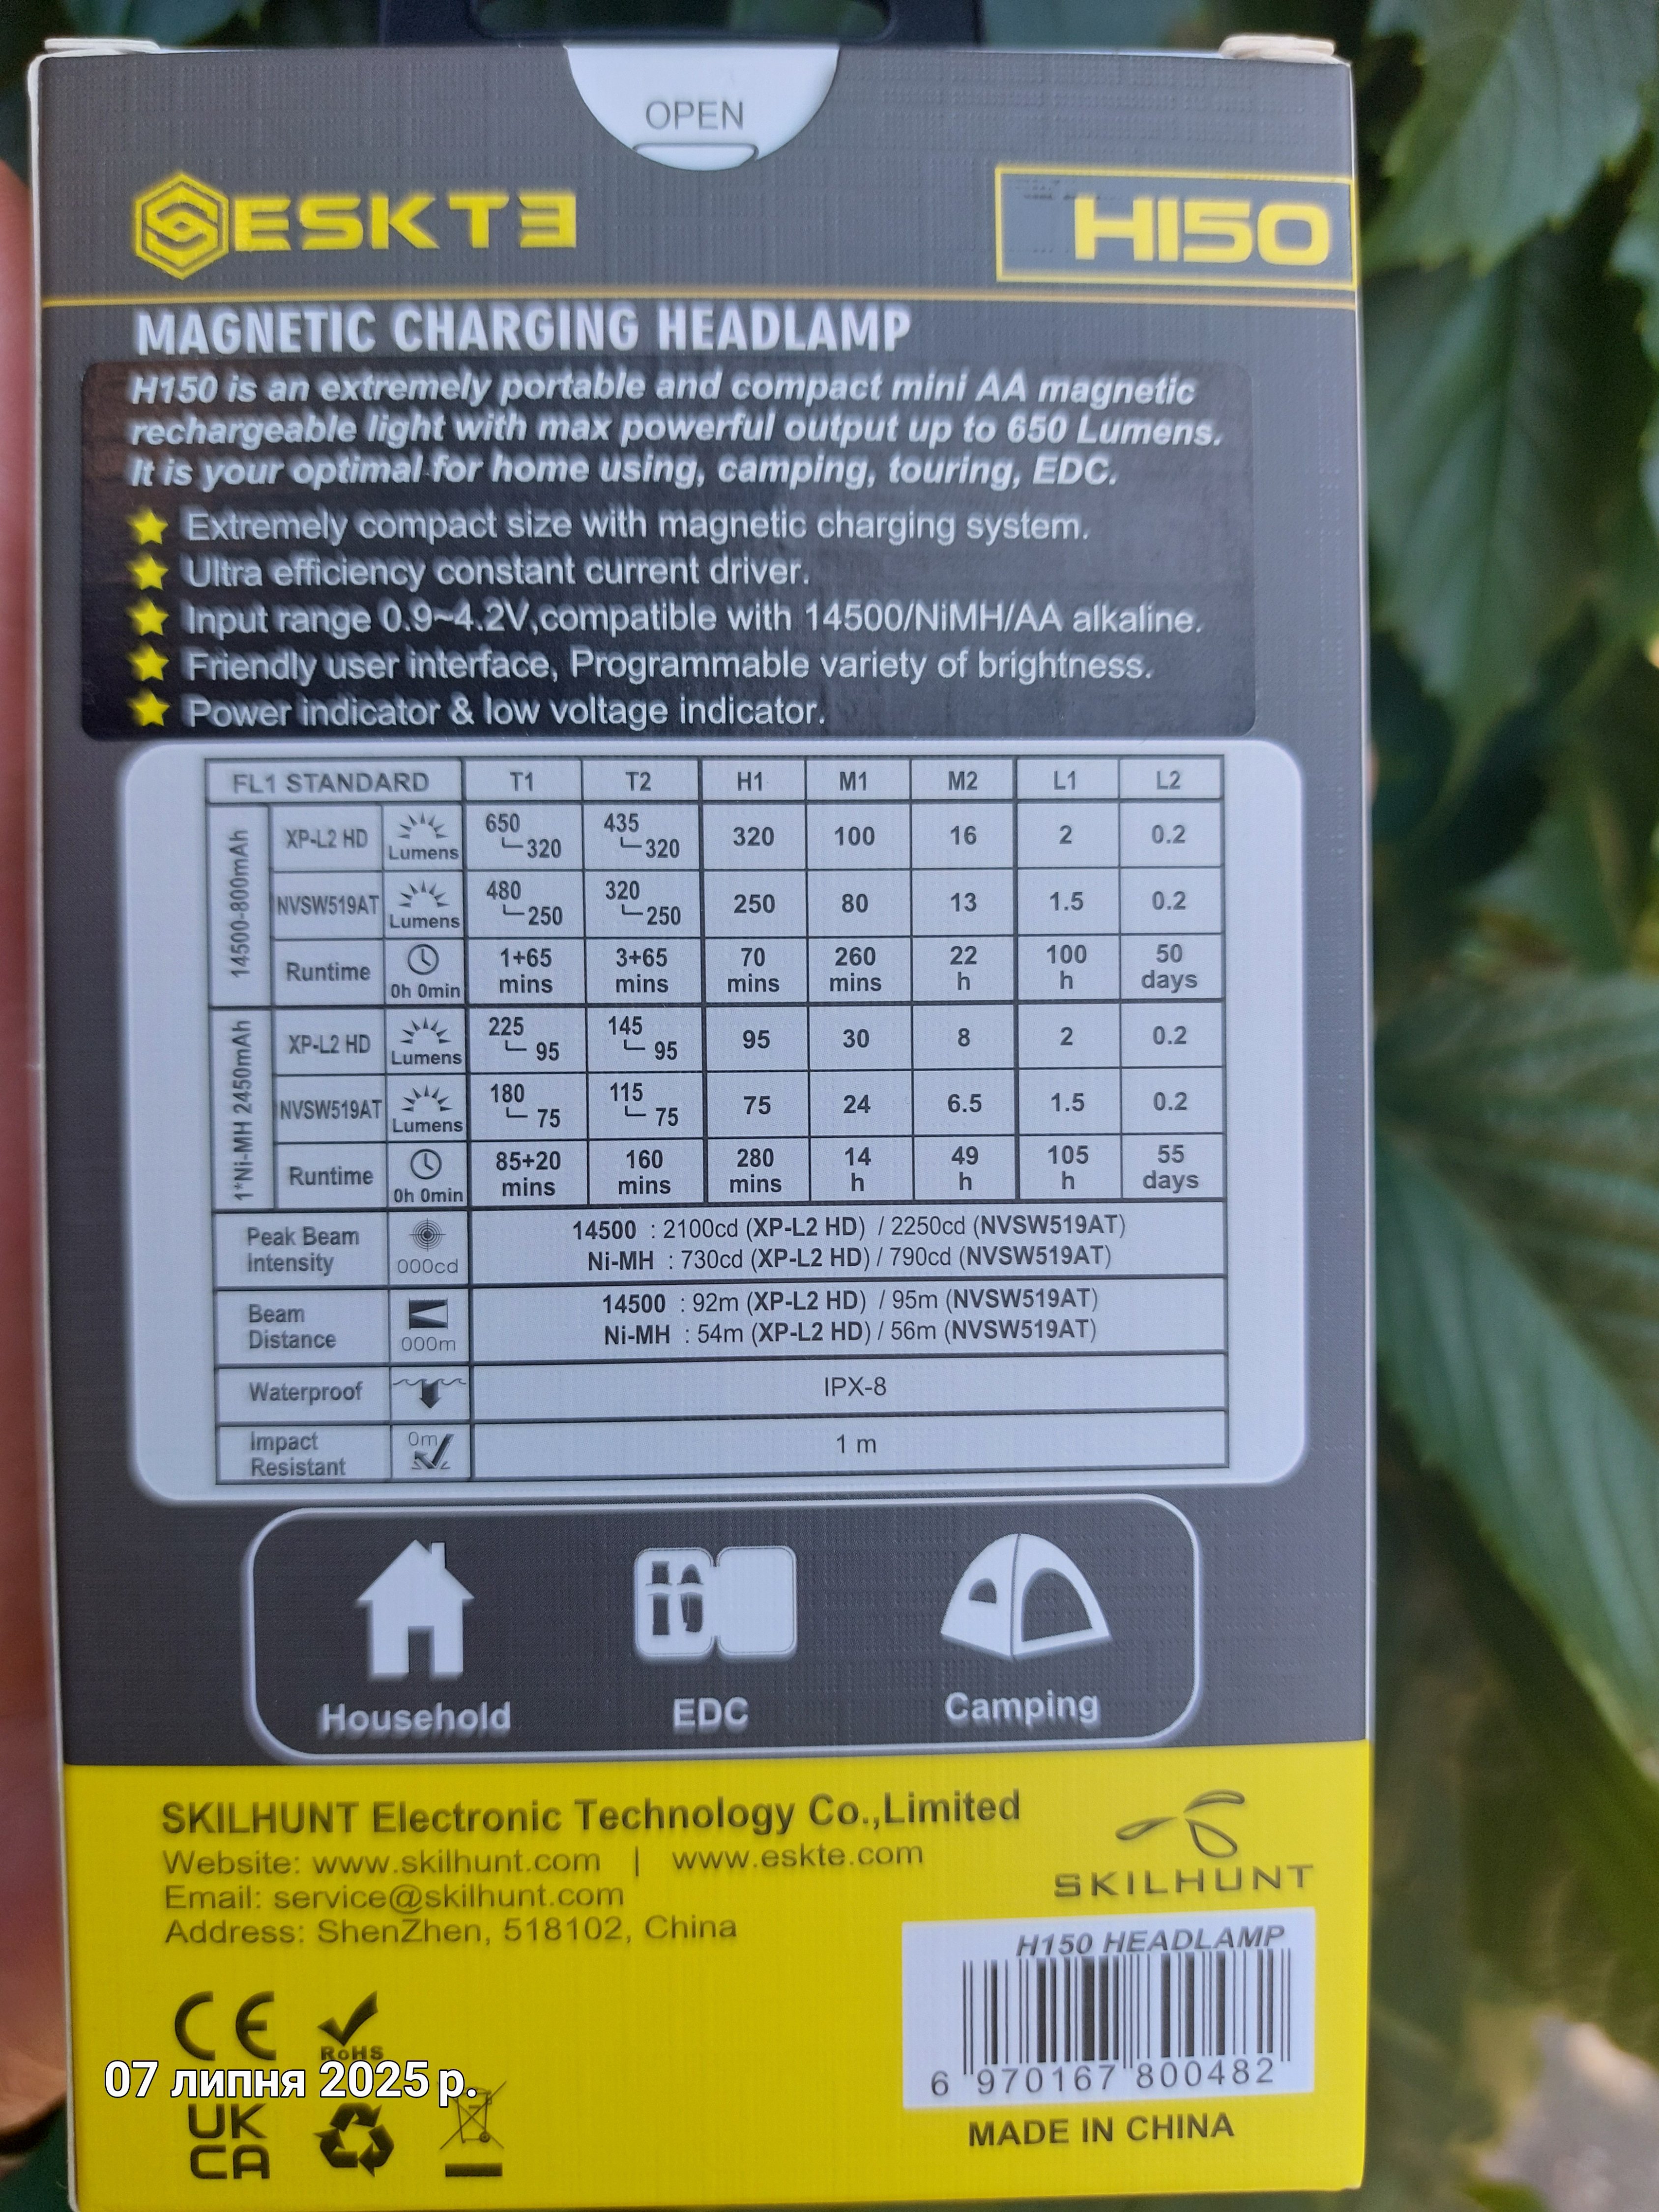 OPEN
ESKTE
H150
MAGNETIC CHARGING HEADLAMP
H150 is an extremely portable and compact mini AA magnetic
rechargeable light with max powerful output up to 650 Lumens.
It is your optimal for home using, camping, touring, EDC.
Extremely compact size with magnetic charging system.
Ultra efficiency constant current driver.
Input range 0.9~4.2V,compatible with 14500/NiMH/AA alkaline.
Friendly user interface, Programmable variety of brightness.
Power indicator & low voltage indicator.
FL1 STANDARD T1 T2 H1 M1 M2 L1 L2
14500-800mAh
XP-L2 HD Lumens 650 320 435 320 320 100 16 2 0.2
NVSW519AT Lumens 480 250 320 250 250 80 13 1.5 0.2
Runtime 0h 0min 1+65 mins 3+65 mins 70 mins 260 mins 22 h 100 h 50 days
1*Ni-MH 2450mAh
XP-L2 HD Lumens 225 95 145 95 95 30 8 2 0.2
NVSW519AT Lumens 180 75 115 75 75 24 6.5 1.5 0.2
Runtime 0h 0min 85+20 mins 160 mins 280 mins 14 h 49 h 105 h 55 days
Peak Beam Intensity 000cd
14500 : 2100cd (XP-L2 HD) / 2250cd (NVSW519AT)
Ni-MH : 730cd (XP-L2 HD) / 790cd (NVSW519AT)
Beam Distance 000m
14500 : 92m (XP-L2 HD) / 95m (NVSW519AT)
Ni-MH : 54m (XP-L2 HD) / 56m (NVSW519AT)
Waterproof IPX-8
Impact Resistant 0m 1 m
Household EDC Camping
SKILHUNT Electronic Technology Co.,Limited
Website: www.skilhunt.com | www.eskte.com
Email: service@skilhunt.com
Address: ShenZhen, 518102, China
SKILHUNT
H150 HEADLAMP
6 970167 800482
MADE IN CHINA
CE RoHS
07 липня 2025 р.
UK
CA